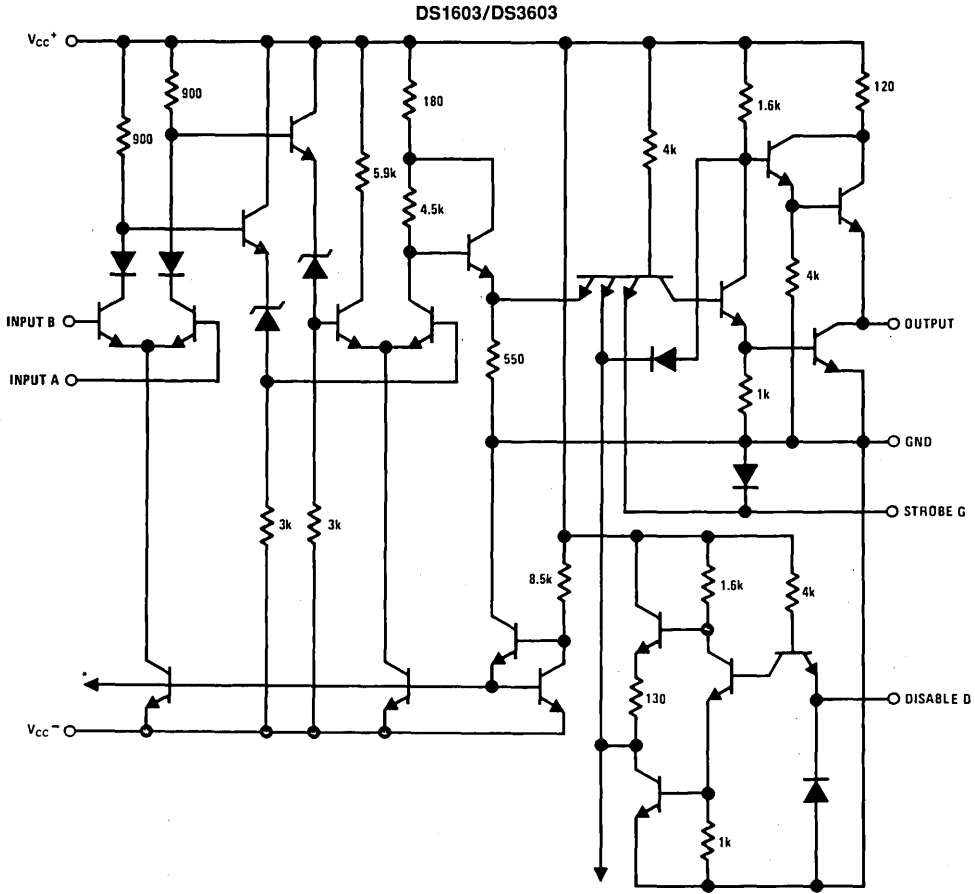 DS1603/DS3603
VCC+
900
900
180
1.6k
120
4k
5.9k
4.5k
4k
INPUT B
OUTPUT
550
INPUT A
1k
GND
STROBE G
3k
3k
8.5k
1.6k
4k
*
130
DISABLE D
VCC−
1k